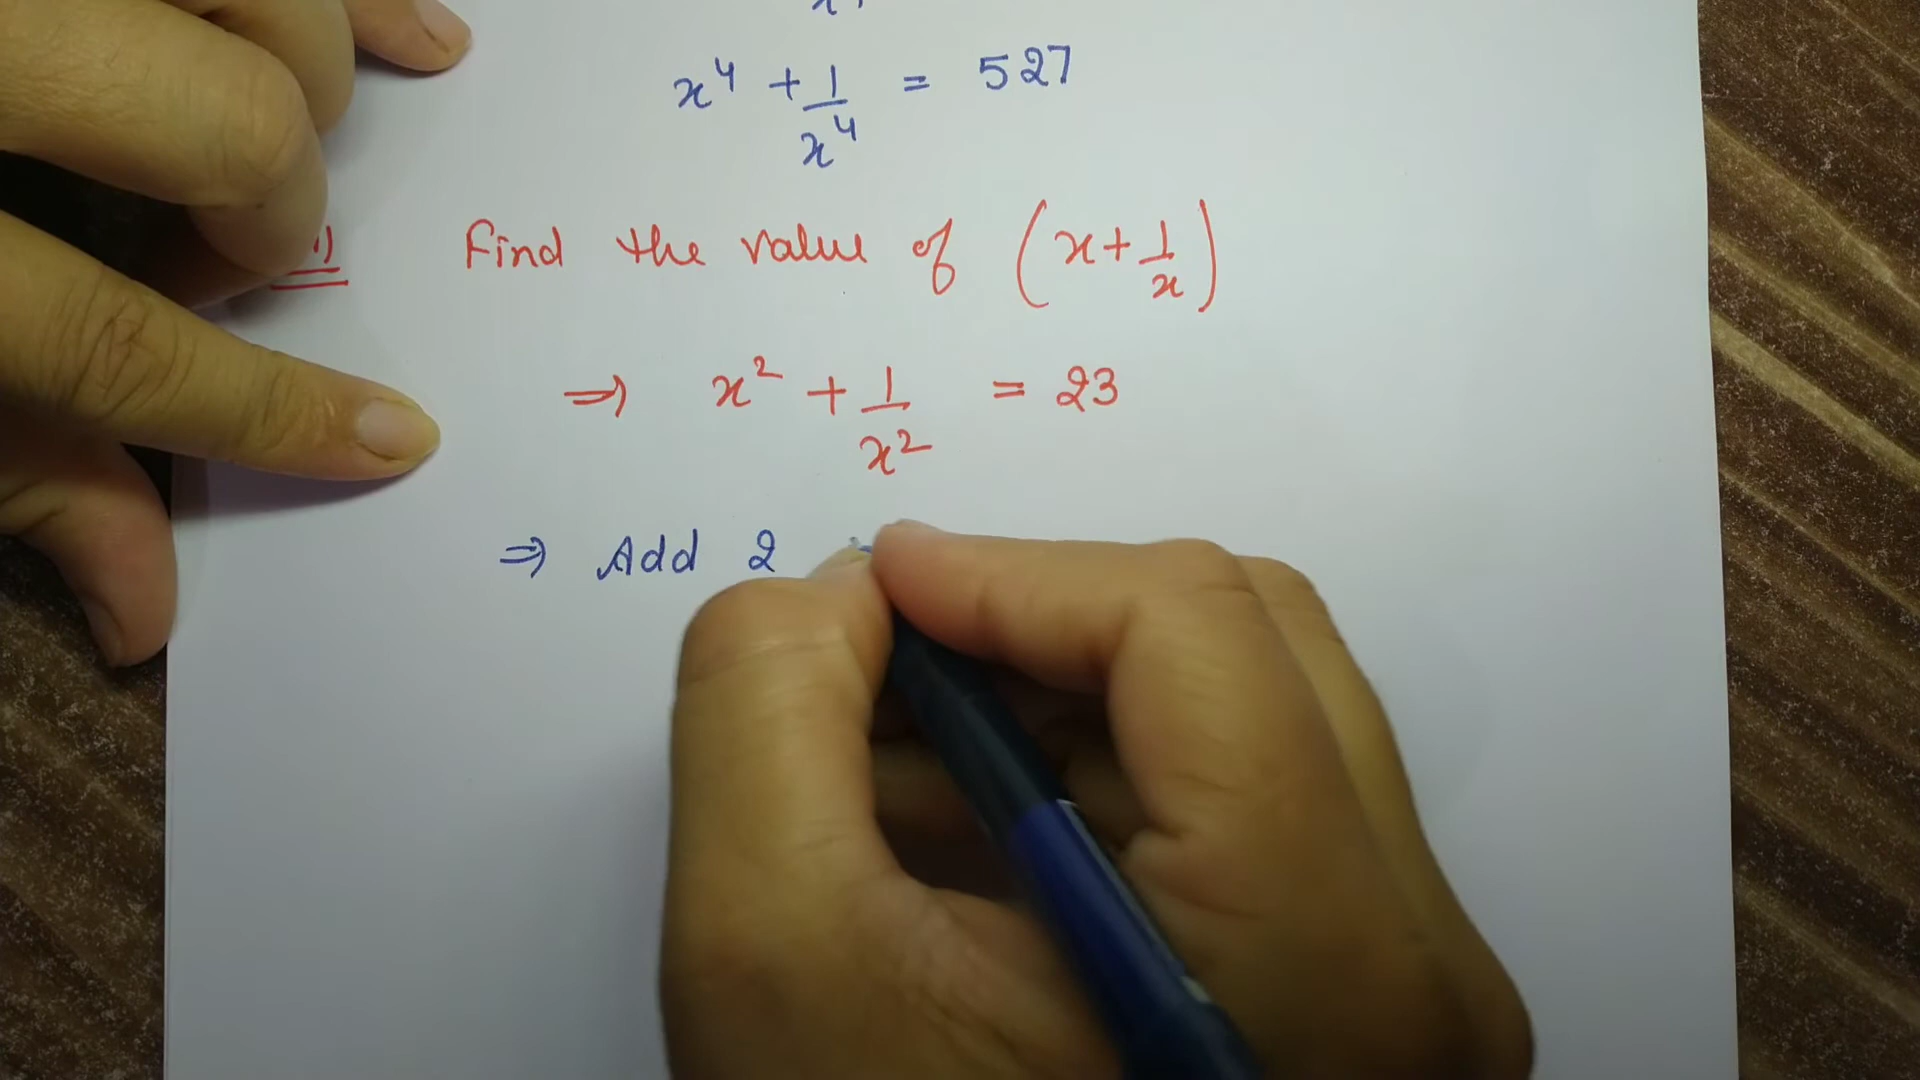 x⁴ + 1/x⁴ = 527
Find the value of (x + 1/x)
⇒ x² + 1/x² = 23
⇒ Add 2